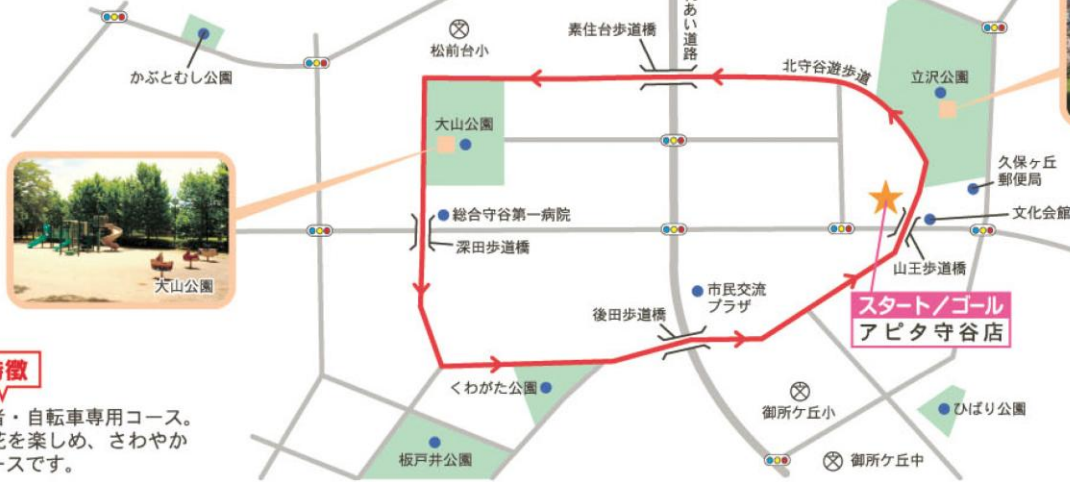 あい道路
素住台歩道橋
松前台小
かぶとむし公園
北守谷遊歩道
立沢公園
大山公園
久保ヶ丘
郵便局
総合守谷第一病院
文化会館
深田歩道橋
山王歩道橋
大山公園
市民交流
プラザ
スタート/ゴール
アピタ守谷店
後田歩道橋
徴
くわがた公園
御所ケ丘小
ひばり公園
者・自転車専用コース。
花を楽しめ、さわやか
ースです。
板戸井公園
御所ケ丘中